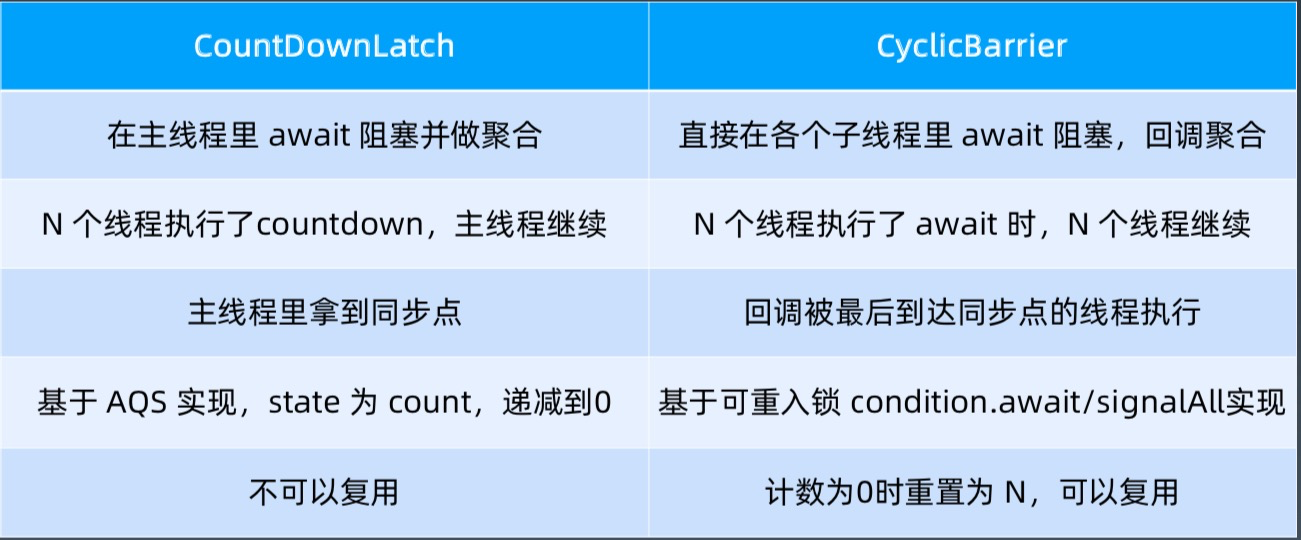 CountDownLatch
CyclicBarrier
在主线程里 await 阻塞并做聚合
直接在各个子线程里 await 阻塞，回调聚合
N 个线程执行了countdown，主线程继续
N 个线程执行了 await 时，N 个线程继续
主线程里拿到同步点
回调被最后到达同步点的线程执行
基于 AQS 实现，state 为 count，递减到0
基于可重入锁 condition.await/signalAll实现
不可以复用
计数为0时重置为 N，可以复用